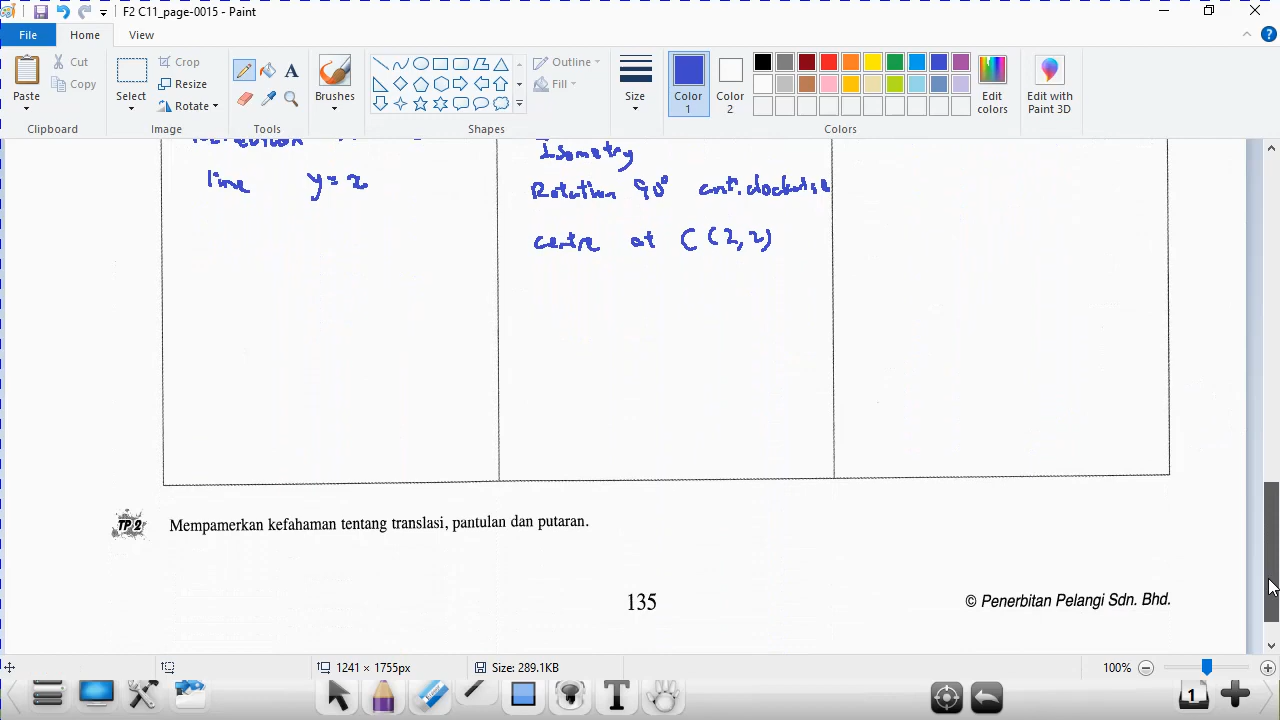 F2 C11_page-0015 - Paint
File Home View
Paste
Cut
Copy
Clipboard
Select
Crop
Resize
Rotate
Image
Tools
Brushes
Shapes
Outline
Fill
Size
Color 1
Color 2
Edit colors
Colors
Edit with Paint 3D
line y = x
Isometry
Rotation 90° anti.clockwise
centre at C (2,2)
TP 2 Mempamerkan kefahaman tentang translasi, pantulan dan putaran.
135
© Penerbitan Pelangi Sdn. Bhd.
1241 × 1755px
Size: 289.1KB
100%
1